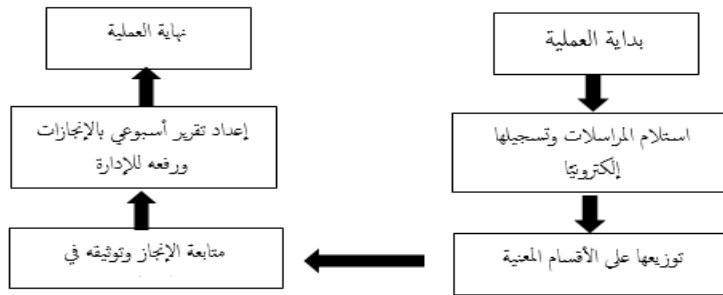 بداية العملية
استلام المراسلات وتسجيلها
إلكترونيًا
توزيعها على الأقسام المعنية
متابعة الإنجاز وتوثيقه في
إعداد تقرير أسبوعي بالإنجازات
ورفعه للإدارة
نهاية العملية